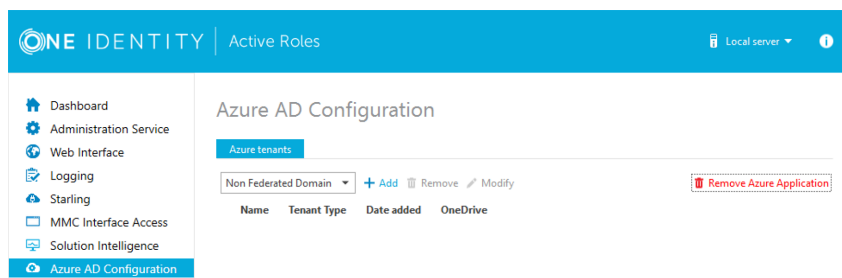 ONE IDENTITY Active Roles Local server
Dashboard
Administration Service
Web Interface
Logging
Starling
MMC Interface Access
Solution Intelligence
Azure AD Configuration
Azure AD Configuration
Azure tenants
Non Federated Domain Add Remove Modify Remove Azure Application
Name Tenant Type Date added OneDrive